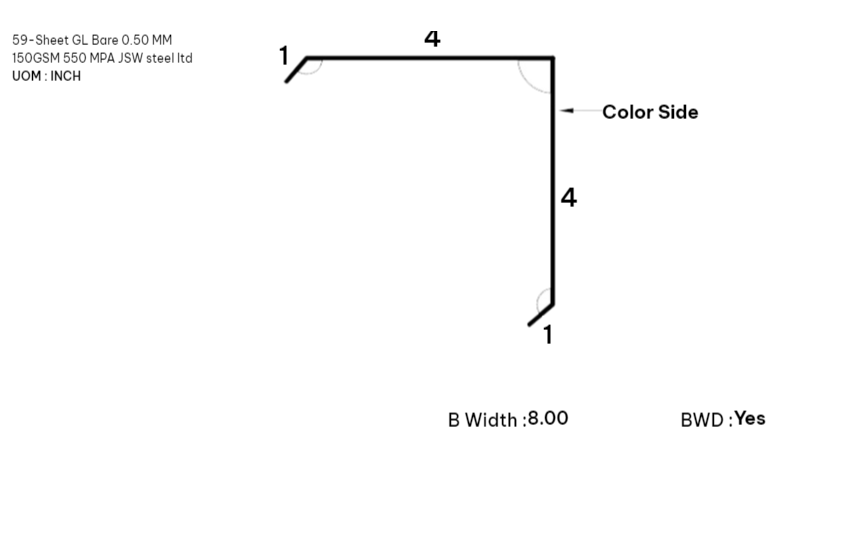 59-Sheet GL Bare 0.50 MM
150GSM 550 MPA JSW steel ltd
UOM : INCH
4
1
Color Side
4
1
B Width :8.00
BWD :Yes